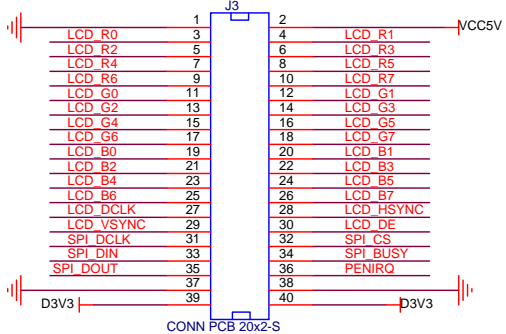 J3
1 2 VCC5V
LCD_R0 3 4 LCD_R1
LCD_R2 5 6 LCD_R3
LCD_R4 7 8 LCD_R5
LCD_R6 9 10 LCD_R7
LCD_G0 11 12 LCD_G1
LCD_G2 13 14 LCD_G3
LCD_G4 15 16 LCD_G5
LCD_G6 17 18 LCD_G7
LCD_B0 19 20 LCD_B1
LCD_B2 21 22 LCD_B3
LCD_B4 23 24 LCD_B5
LCD_B6 25 26 LCD_B7
LCD_DCLK 27 28 LCD_HSYNC
LCD_VSYNC 29 30 LCD_DE
SPI_DCLK 31 32 SPI_CS
SPI_DIN 33 34 SPI_BUSY
SPI_DOUT 35 36 PENIRQ
37 38
D3V3 39 40 D3V3
CONN PCB 20x2-S